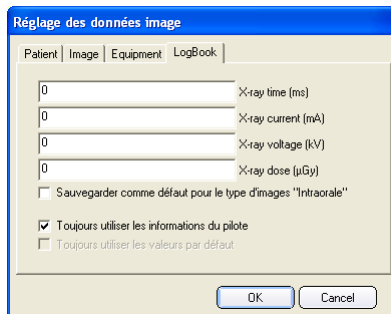 Réglage des données image
Patient Image Equipment LogBook
0 X-ray time (ms)
0 X-ray current (mA)
0 X-ray voltage (kV)
0 X-ray dose (µGy)
Sauvegarder comme défaut pour le type d'images "Intraorale"
Toujours utiliser les informations du pilote
Toujours utiliser les valeurs par défaut
OK Cancel